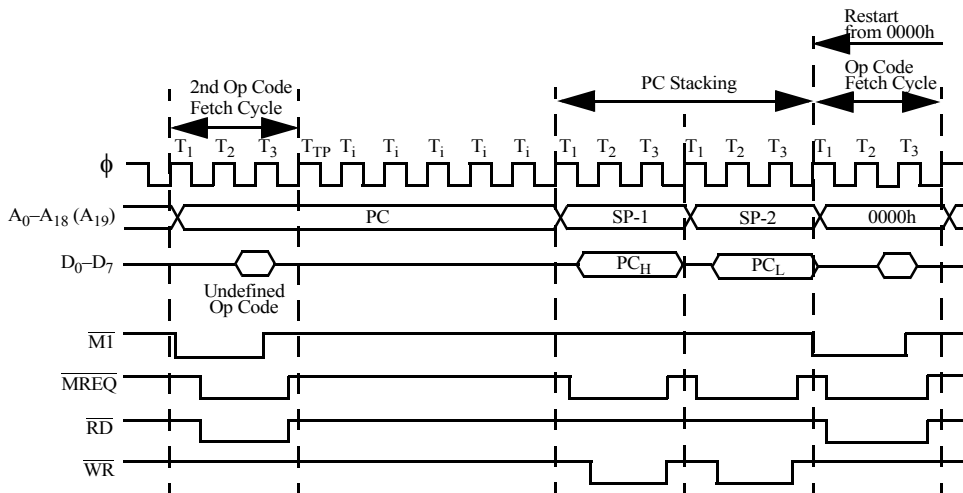 Restart
from 0000h
2nd Op Code
Fetch Cycle
PC Stacking
Op Code
Fetch Cycle
T1 T2 T3 TTP Ti Ti Ti Ti Ti T1 T2 T3 T1 T2 T3 T1 T2 T3
ϕ
A0–A18 (A19) PC SP-1 SP-2 0000h
D0–D7 PCH PCL
Undefined
Op Code
M1
MREQ
RD
WR